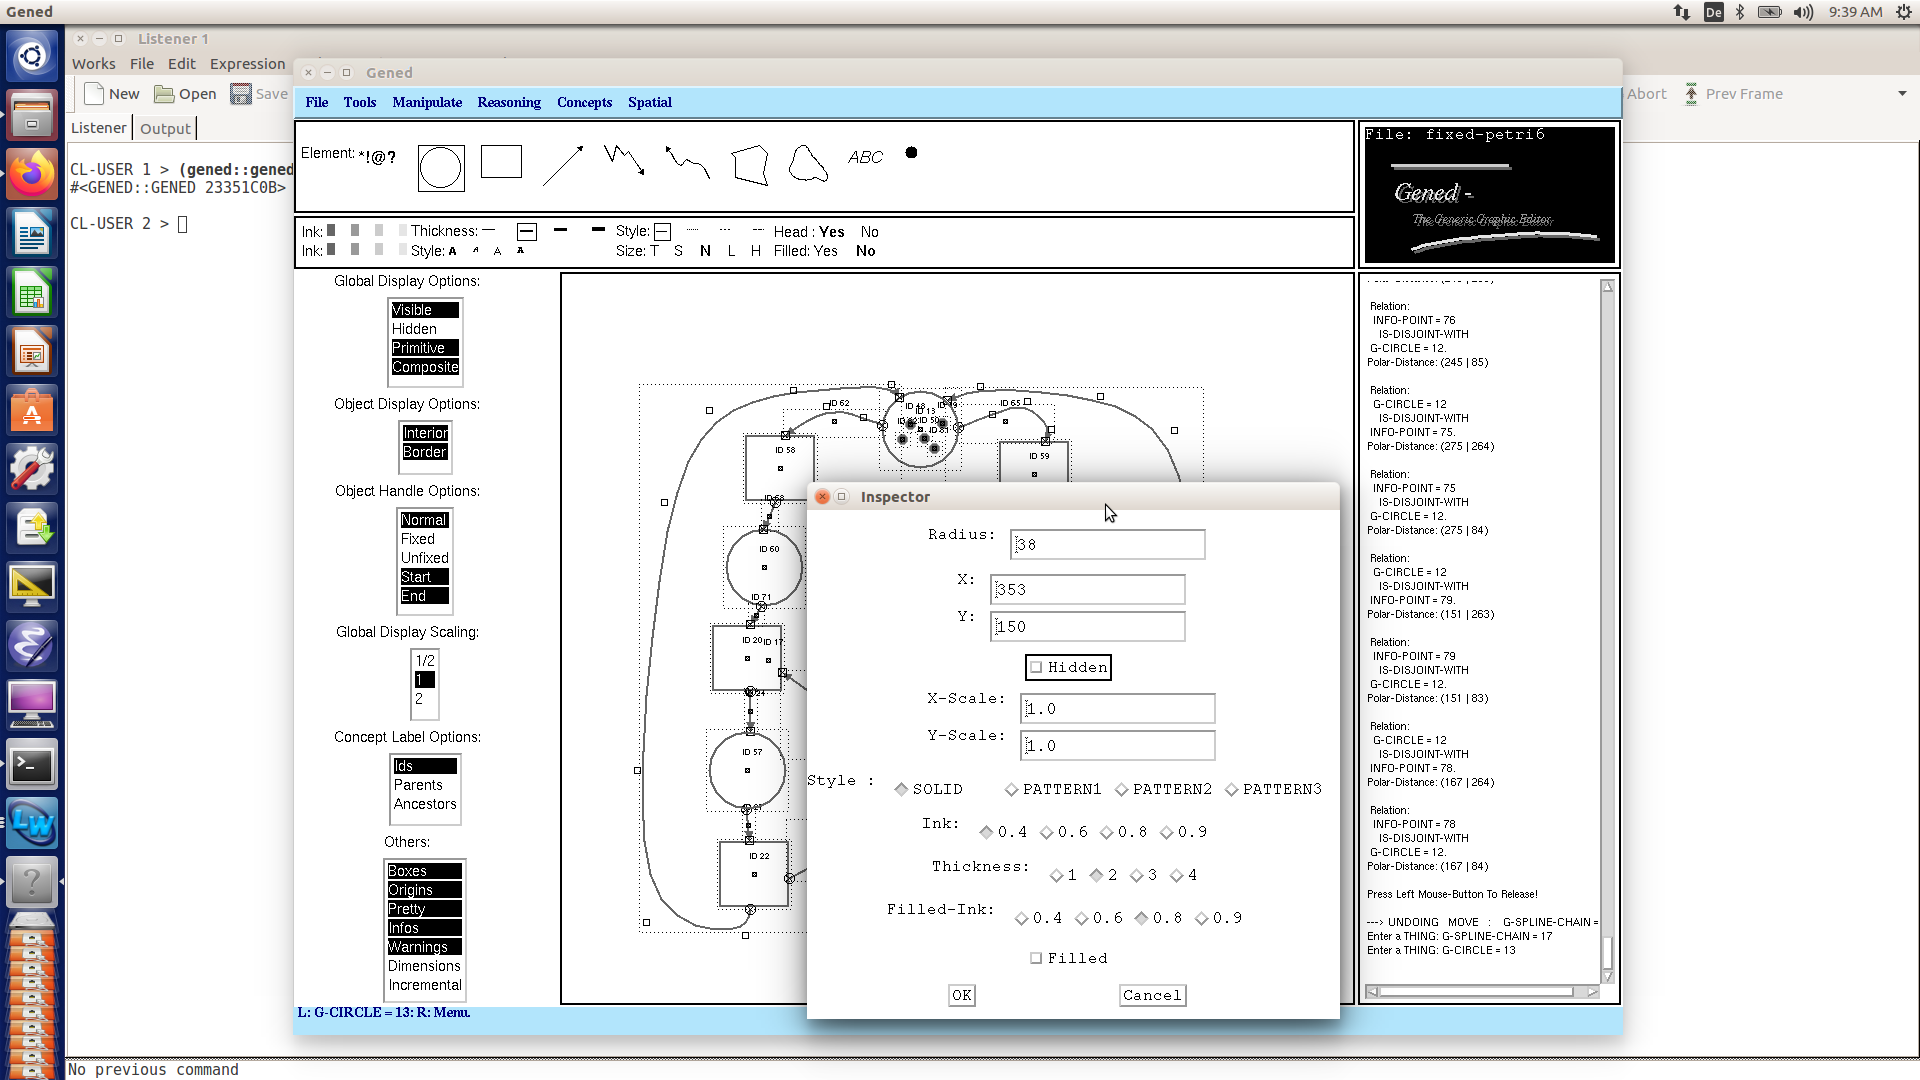 Gened
De
9:39 AM
Listener 1
Works File Edit Expression
New Open Save
Abort Prev Frame
Listener Output
CL-USER 1 > (gened::gened
#<GENED::GENED 23351C0B>
CL-USER 2 >
Gened
File Tools Manipulate Reasoning Concepts Spatial
Element: *!@? ABC
Ink: Thickness: Style: Head : Yes No
Ink: Style: A A A A Size: T S N L H Filled: Yes No
File: fixed-petri6
Gened -
The Generic Graphic Editor
Global Display Options:
Visible
Hidden
Primitive
Composite
Object Display Options:
Interior
Border
Object Handle Options:
Normal
Fixed
Unfixed
Start
End
Global Display Scaling:
1/2
1
2
Concept Label Options:
Ids
Parents
Ancestors
Others:
Boxes
Origins
Pretty
Infos
Warnings
Dimensions
Incremental
ID 62
ID 65
ID 48
ID 13
ID 50
ID 58
ID 59
ID 68
ID 60
ID 71
ID 20 ID 17
ID 57
ID 22
Inspector
Radius: 38
X: 353
Y: 150
Hidden
X-Scale: 1.0
Y-Scale: 1.0
Style : SOLID PATTERN1 PATTERN2 PATTERN3
Ink: 0.4 0.6 0.8 0.9
Thickness: 1 2 3 4
Filled-Ink: 0.4 0.6 0.8 0.9
Filled
OK Cancel
Relation:
INFO-POINT = 76
IS-DISJOINT-WITH
G-CIRCLE = 12.
Polar-Distance: (245 | 85)
Relation:
G-CIRCLE = 12
IS-DISJOINT-WITH
INFO-POINT = 75.
Polar-Distance: (275 | 264)
Relation:
INFO-POINT = 75
IS-DISJOINT-WITH
G-CIRCLE = 12.
Polar-Distance: (275 | 84)
Relation:
G-CIRCLE = 12
IS-DISJOINT-WITH
INFO-POINT = 79.
Polar-Distance: (151 | 263)
Relation:
INFO-POINT = 79
IS-DISJOINT-WITH
G-CIRCLE = 12.
Polar-Distance: (151 | 83)
Relation:
G-CIRCLE = 12
IS-DISJOINT-WITH
INFO-POINT = 78.
Polar-Distance: (167 | 264)
Relation:
INFO-POINT = 78
IS-DISJOINT-WITH
G-CIRCLE = 12.
Polar-Distance: (167 | 84)
Press Left Mouse-Button To Release!
---> UNDOING MOVE : G-SPLINE-CHAIN =
Enter a THING: G-SPLINE-CHAIN = 17
Enter a THING: G-CIRCLE = 13
L: G-CIRCLE = 13: R: Menu.
No previous command